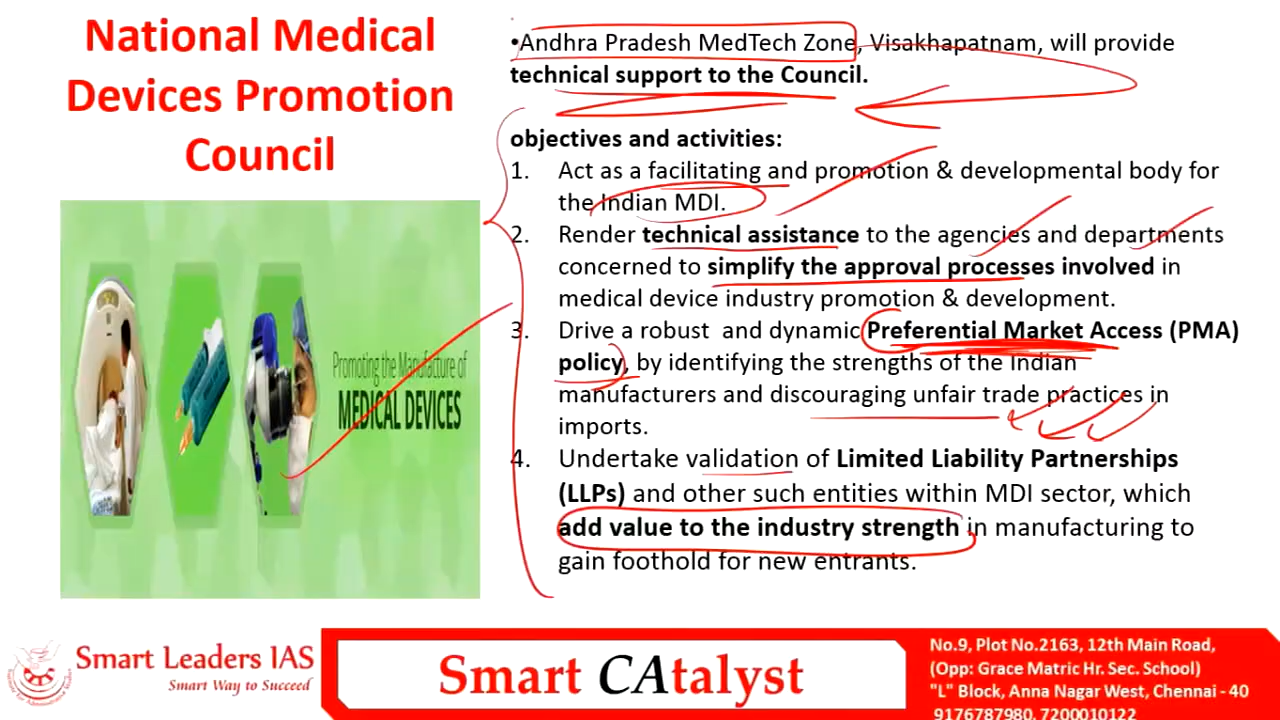 National Medical
Devices Promotion
Council
•Andhra Pradesh MedTech Zone, Visakhapatnam, will provide
technical support to the Council.
objectives and activities:
1. Act as a facilitating and promotion & developmental body for
the Indian MDI.
2. Render technical assistance to the agencies and departments
concerned to simplify the approval processes involved in
medical device industry promotion & development.
3. Drive a robust and dynamic Preferential Market Access (PMA)
policy, by identifying the strengths of the Indian
manufacturers and discouraging unfair trade practices in
imports.
4. Undertake validation of Limited Liability Partnerships
(LLPs) and other such entities within MDI sector, which
add value to the industry strength in manufacturing to
gain foothold for new entrants.
Promoting the Manufacture of
MEDICAL DEVICES
Smart Leaders IAS
Smart Way to Succeed
Smart CAtalyst
No.9, Plot No.2163, 12th Main Road,
(Opp: Grace Matric Hr. Sec. School)
"L" Block, Anna Nagar West, Chennai - 40
9176787980, 7200010122